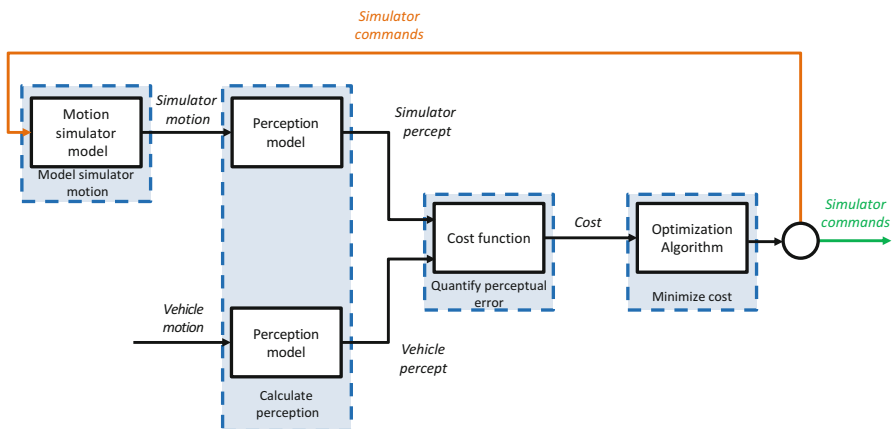 Simulator
commands
Motion
simulator
model
Model simulator
motion
Simulator
motion
Perception
model
Simulator
percept
Vehicle
motion
Perception
model
Calculate
perception
Vehicle
percept
Cost function
Quantify perceptual
error
Cost
Optimization
Algorithm
Minimize cost
Simulator
commands